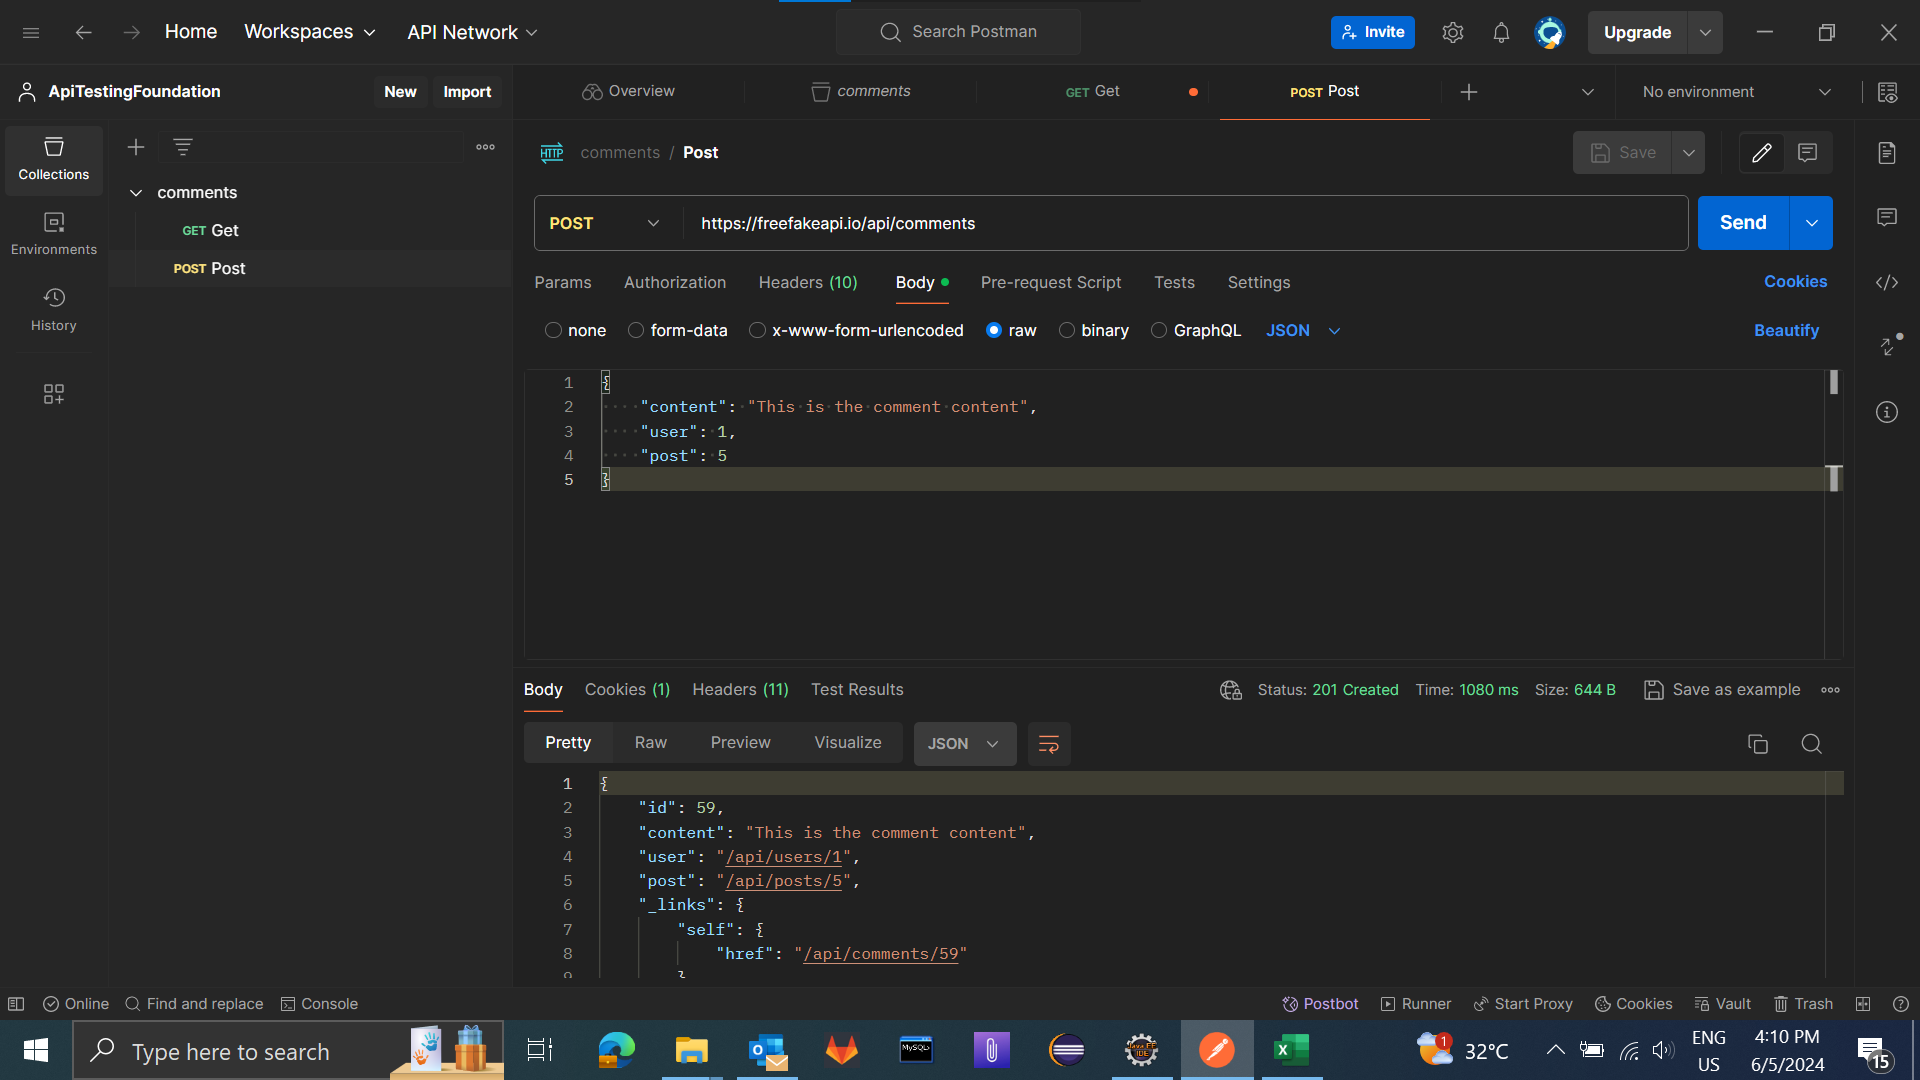 Home Workspaces API Network Search Postman Invite Upgrade
ApiTestingFoundation New Import Overview comments GET Get POST Post No environment
Collections
Environments
History
comments
GET Get
POST Post
HTTP comments / Post Save
POST https://freefakeapi.io/api/comments Send
Params Authorization Headers (10) Body Pre-request Script Tests Settings Cookies
none form-data x-www-form-urlencoded raw binary GraphQL JSON Beautify
1 {
2 "content": "This is the comment content",
3 "user": 1,
4 "post": 5
5 }
Body Cookies (1) Headers (11) Test Results Status: 201 Created Time: 1080 ms Size: 644 B Save as example
Pretty Raw Preview Visualize JSON
1 {
2 "id": 59,
3 "content": "This is the comment content",
4 "user": "/api/users/1",
5 "post": "/api/posts/5",
6 "_links": {
7 "self": {
8 "href": "/api/comments/59"
9 }
Online Find and replace Console Postbot Runner Start Proxy Cookies Vault Trash
Type here to search MySQL Java EE IDE 1 32°C ENG US 4:10 PM 6/5/2024 15